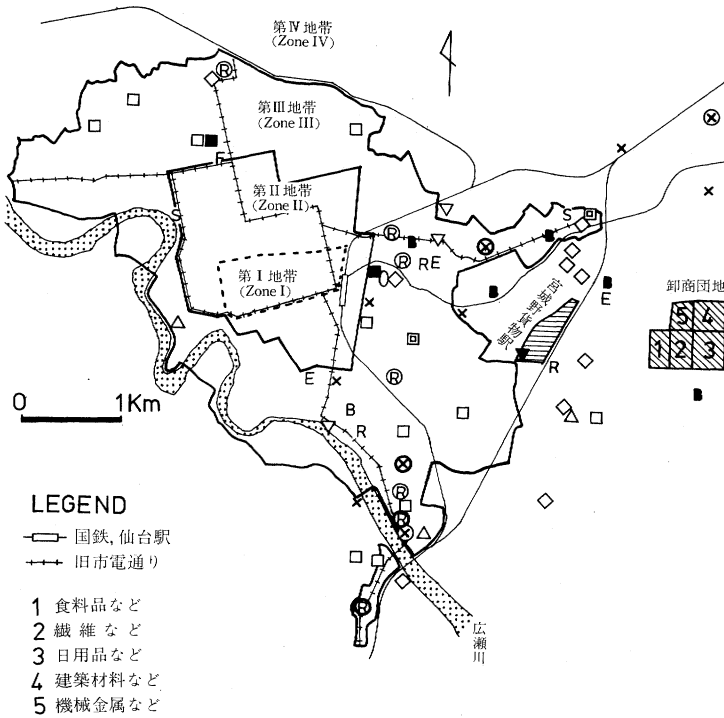 第Ⅳ地帯
(Zone IV)
R
第Ⅲ地帯
(Zone III)
F
第Ⅱ地帯
(Zone II)
S
S
B
B
R E
第Ⅰ地帯
(Zone I)
B
B
E
宮城野貨物駅
卸商団地
5 4
1 2 3
R
R
R
E
B
B
R
0 1Km
R
R
R
LEGEND
国鉄,仙台駅
旧市電通り
1 食料品など
2 繊維など
3 日用品など
4 建築材料など
5 機械金属など
広瀬川